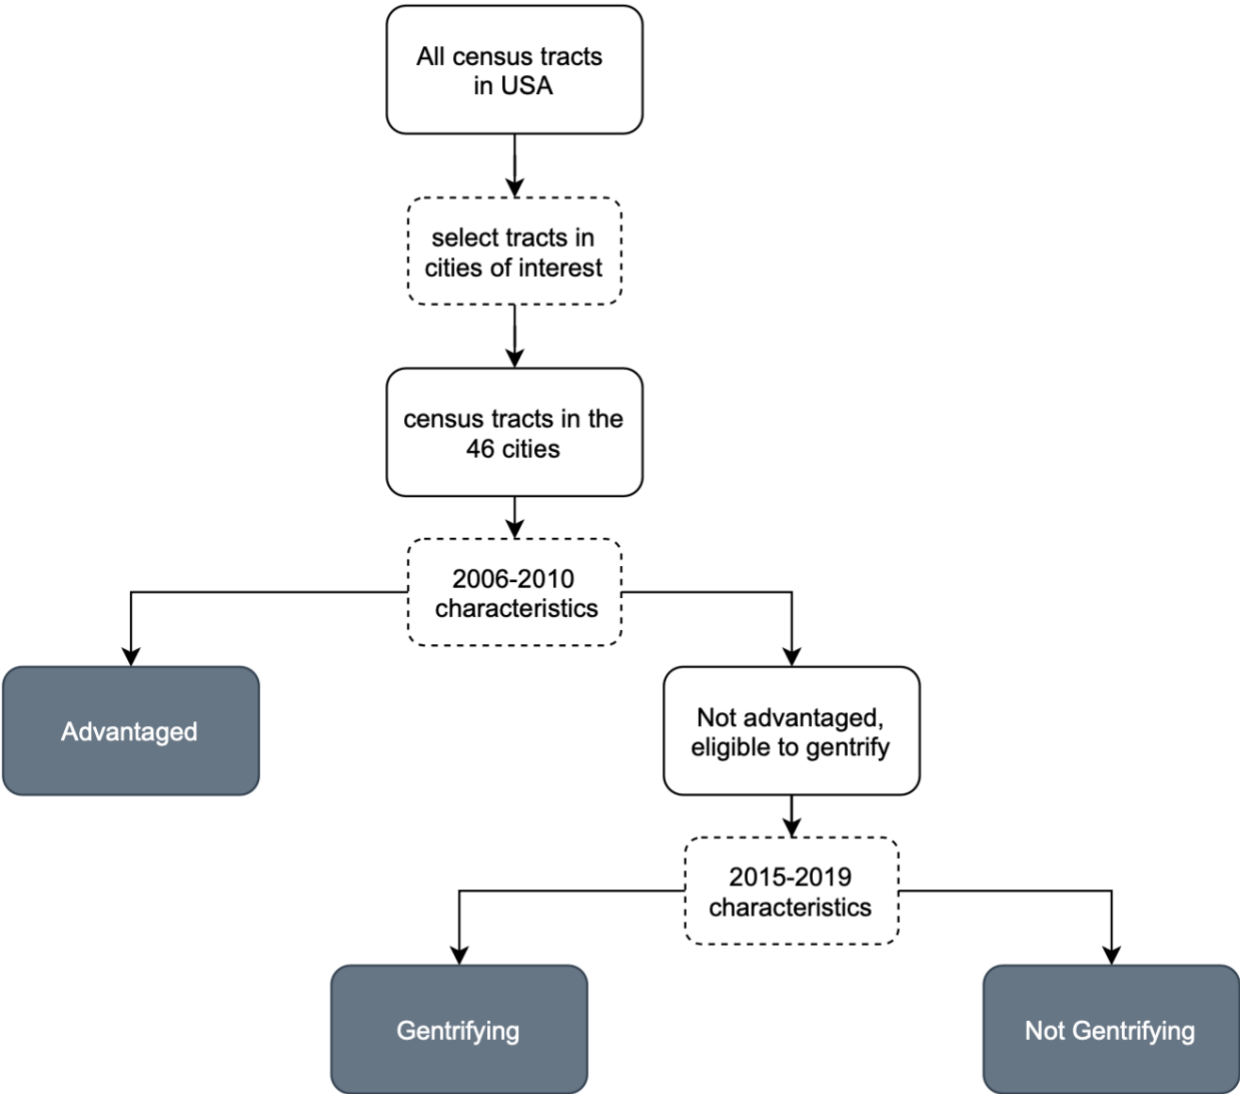 All census tracts
in USA
select tracts in
cities of interest
census tracts in the
46 cities
2006-2010
characteristics
Advantaged
Not advantaged,
eligible to gentrify
2015-2019
characteristics
Gentrifying
Not Gentrifying